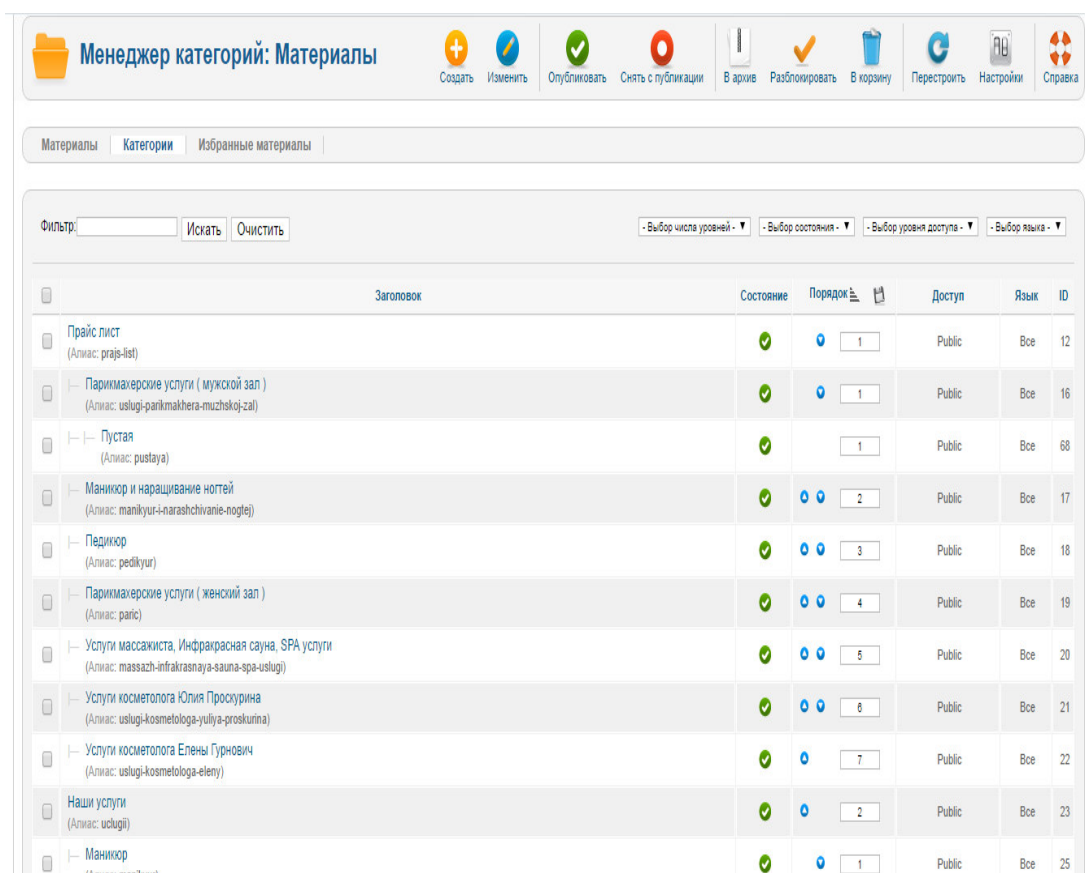 Менеджер категорий: Материалы
Создать Изменить Опубликовать Снять с публикации В архив Разблокировать В корзину Перестроить Настройки Справка
Материалы Категории Избранные материалы
Фильтр: Искать Очистить - Выбор числа уровней - - Выбор состояния - - Выбор уровня доступа - - Выбор языка -
Заголовок Состояние Порядок Доступ Язык ID
Прайс лист 1 Public Все 12
(Алиас: prajs-list)
Парикмахерские услуги ( мужской зал ) 1 Public Все 16
(Алиас: uslugi-parikmakhera-muzhskoj-zal)
Пустая 1 Public Все 68
(Алиас: pustaya)
Маникюр и наращивание ногтей 2 Public Все 17
(Алиас: manikyur-i-narashchivanie-nogtej)
Педикюр 3 Public Все 18
(Алиас: pedikyur)
Парикмахерские услуги ( женский зал ) 4 Public Все 19
(Алиас: paric)
Услуги массажиста, Инфракрасная сауна, SPA услуги 5 Public Все 20
(Алиас: massazh-infrakrasnaya-sauna-spa-uslugi)
Услуги косметолога Юлия Проскурина 6 Public Все 21
(Алиас: uslugi-kosmetologa-yuliya-proskurina)
Услуги косметолога Елены Гурнович 7 Public Все 22
(Алиас: uslugi-kosmetologa-eleny)
Наши услуги 2 Public Все 23
(Алиас: uclugii)
Маникюр 1 Public Все 25